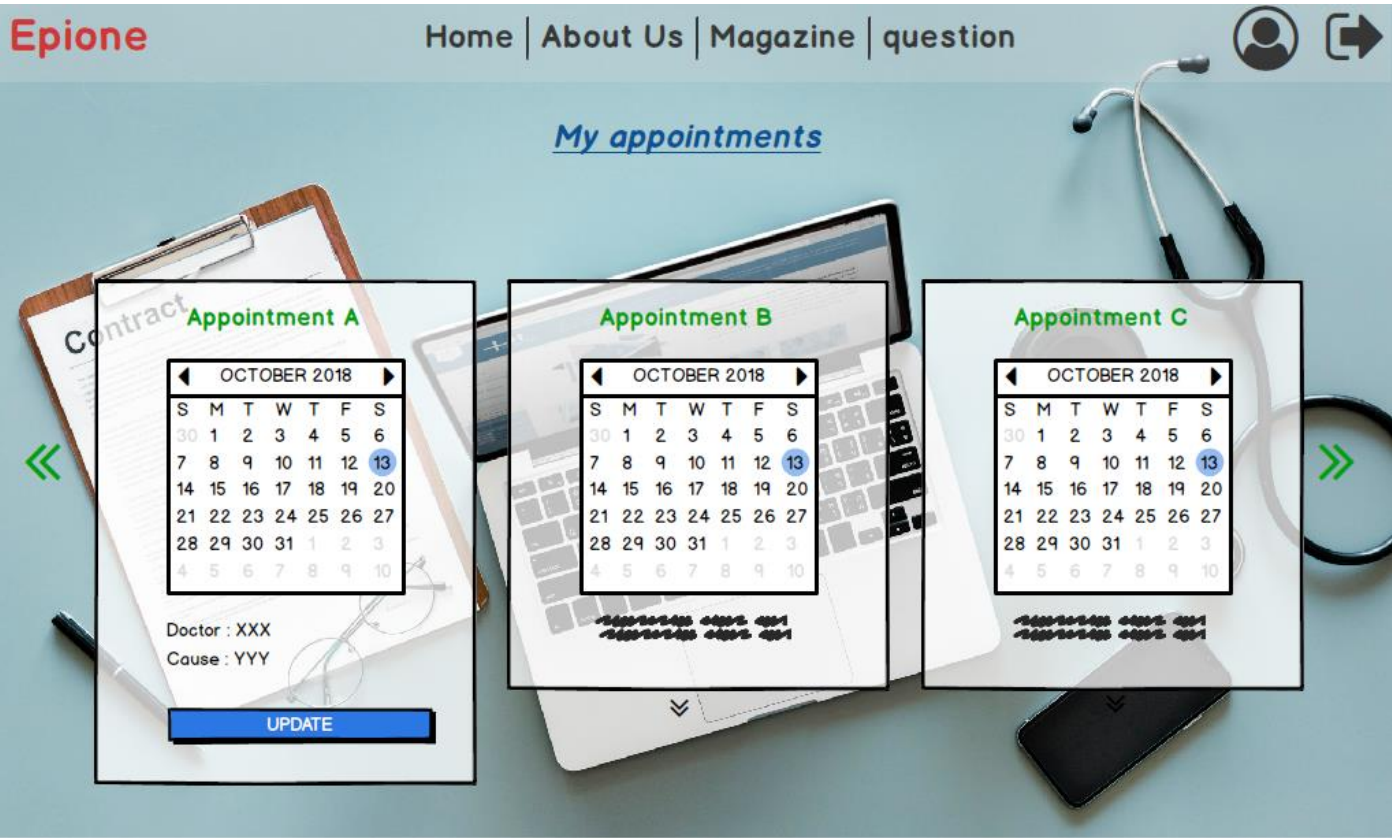 Epione
Home | About Us | Magazine | question
My appointments
Contract
Appointment A
OCTOBER 2018
S M T W T F S
30 1 2 3 4 5 6
7 8 9 10 11 12 13
14 15 16 17 18 19 20
21 22 23 24 25 26 27
28 29 30 31 1 2 3
4 5 6 7 8 9 10
Doctor : XXX
Cause : YYY
UPDATE
Appointment B
OCTOBER 2018
S M T W T F S
30 1 2 3 4 5 6
7 8 9 10 11 12 13
14 15 16 17 18 19 20
21 22 23 24 25 26 27
28 29 30 31 1 2 3
4 5 6 7 8 9 10
Appointment C
OCTOBER 2018
S M T W T F S
30 1 2 3 4 5 6
7 8 9 10 11 12 13
14 15 16 17 18 19 20
21 22 23 24 25 26 27
28 29 30 31 1 2 3
4 5 6 7 8 9 10